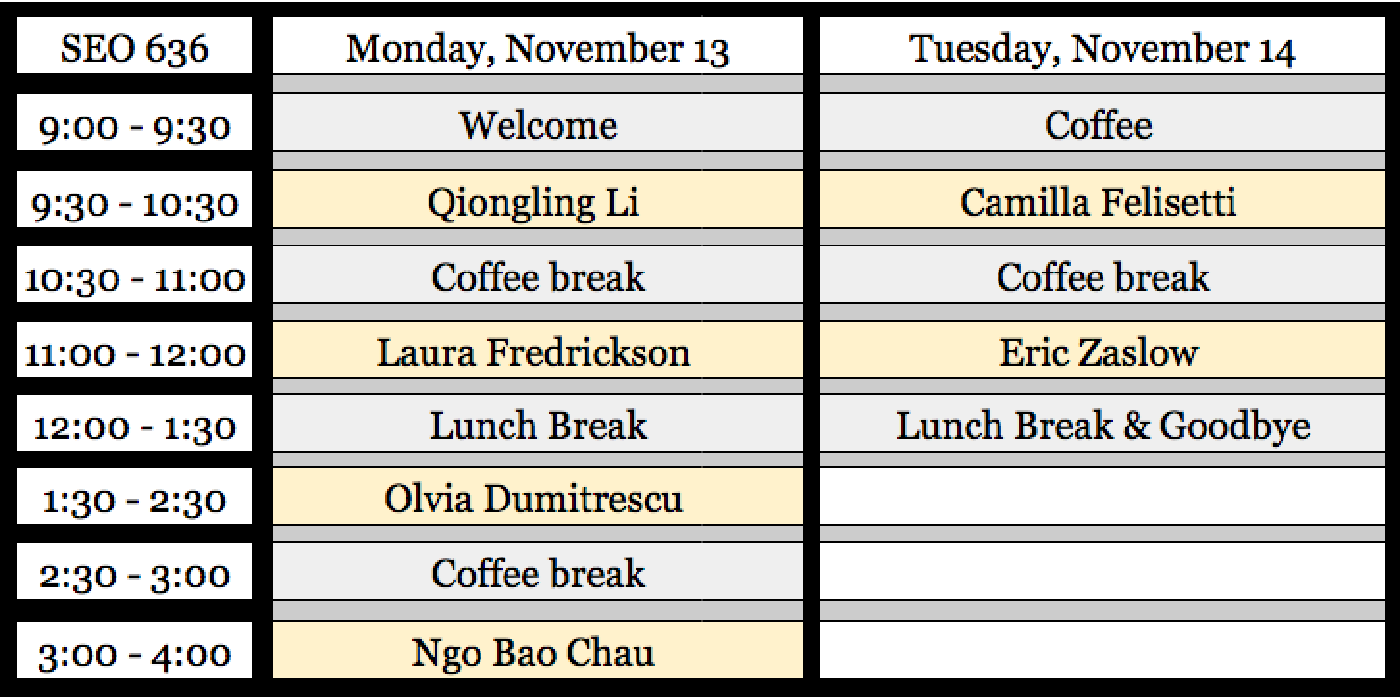 SEO 636 Monday, November 13 Tuesday, November 14
9:00 - 9:30 Welcome Coffee
9:30 - 10:30 Qiongling Li Camilla Felisetti
10:30 - 11:00 Coffee break Coffee break
11:00 - 12:00 Laura Fredrickson Eric Zaslow
12:00 - 1:30 Lunch Break Lunch Break & Goodbye
1:30 - 2:30 Olvia Dumitrescu
2:30 - 3:00 Coffee break
3:00 - 4:00 Ngo Bao Chau